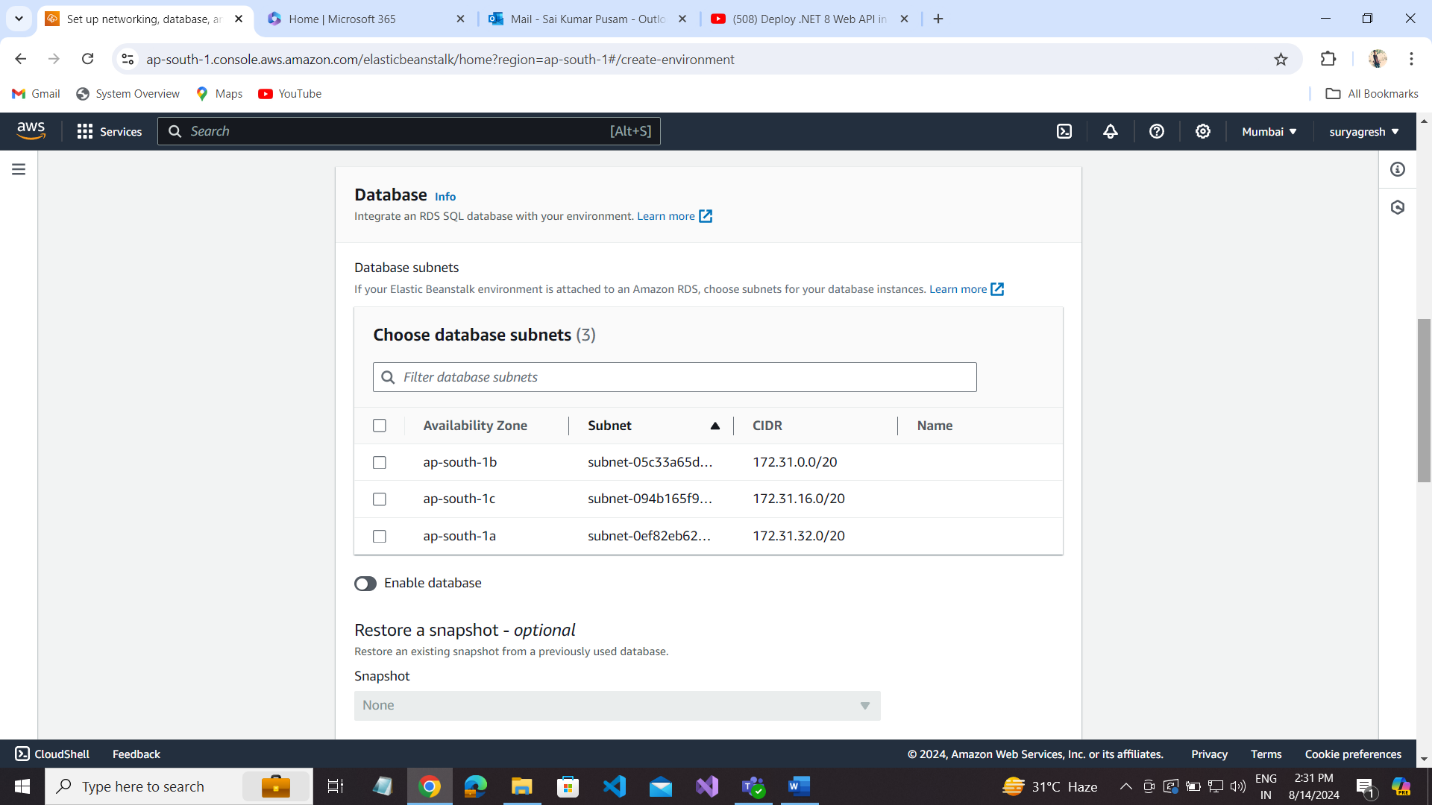 Set up networking, database, a
Home | Microsoft 365
Mail - Sai Kumar Pusam - Outlo
(508) Deploy .NET 8 Web API in
ap-south-1.console.aws.amazon.com/elasticbeanstalk/home?region=ap-south-1#/create-environment
Gmail
System Overview
Maps
YouTube
All Bookmarks
aws
Services
Search
[Alt+S]
Mumbai
suryagresh
Database Info
Integrate an RDS SQL database with your environment. Learn more
Database subnets
If your Elastic Beanstalk environment is attached to an Amazon RDS, choose subnets for your database instances. Learn more
Choose database subnets (3)
Filter database subnets
Availability Zone Subnet CIDR Name
ap-south-1b subnet-05c33a65d... 172.31.0.0/20
ap-south-1c subnet-094b165f9... 172.31.16.0/20
ap-south-1a subnet-0ef82eb62... 172.31.32.0/20
Enable database
Restore a snapshot - optional
Restore an existing snapshot from a previously used database.
Snapshot
None
CloudShell
Feedback
© 2024, Amazon Web Services, Inc. or its affiliates.
Privacy
Terms
Cookie preferences
Type here to search
31°C Haze
ENG
IN
2:31 PM
8/14/2024
1
PRE